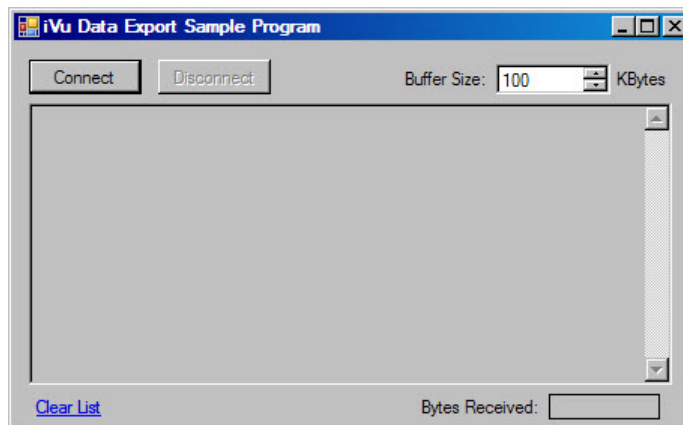 iVu Data Export Sample Program
Connect Disconnect Buffer Size: 100 KBytes
Clear List Bytes Received: